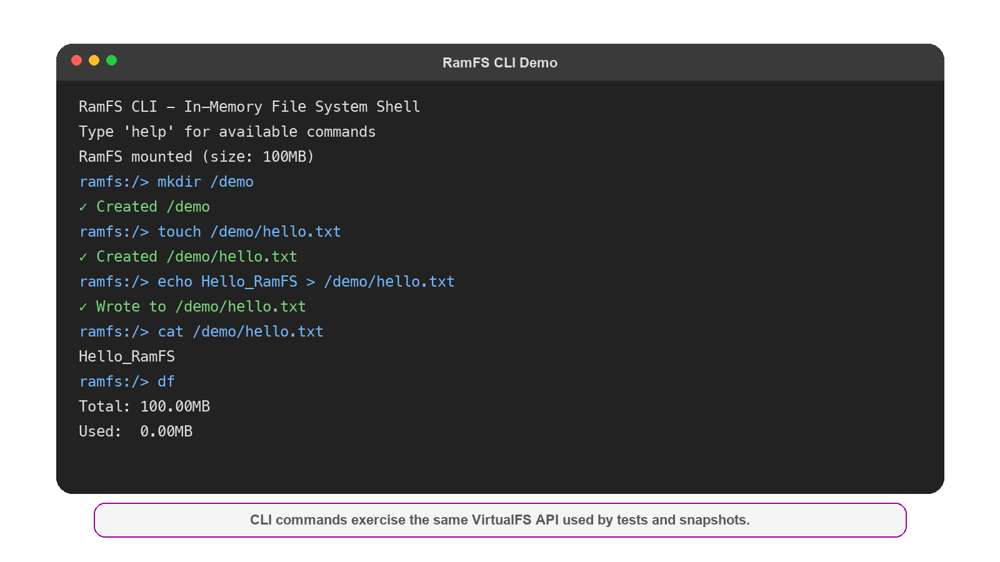 RamFS CLI Demo
RamFS CLI – In–Memory File System Shell
Type 'help' for available commands
RamFS mounted (size: 100MB)
ramfs:/> mkdir /demo
✓ Created /demo
ramfs:/> touch /demo/hello.txt
✓ Created /demo/hello.txt
ramfs:/> echo Hello_RamFS > /demo/hello.txt
✓ Wrote to /demo/hello.txt
ramfs:/> cat /demo/hello.txt
Hello_RamFS
ramfs:/> df
Total: 100.00MB
Used:  0.00MB
CLI commands exercise the same VirtualFS API used by tests and snapshots.